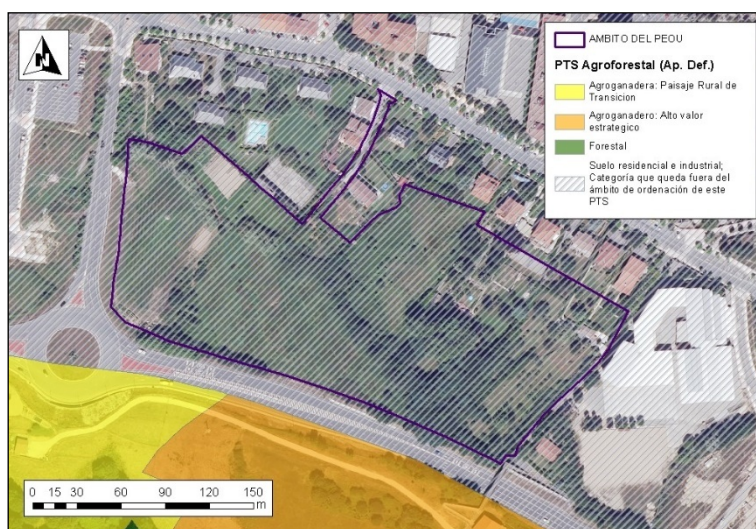 N
AMBITO DEL PEOU
PTS Agroforestal (Ap. Def.)
Agroganadera: Paisaje Rural de
Transicion
Agroganadero: Alto valor
estrategico
Forestal
Suelo residencial e industrial;
Categoría que queda fuera del
ámbito de ordenación de este
PTS
0 15 30 60 90 120 150
m